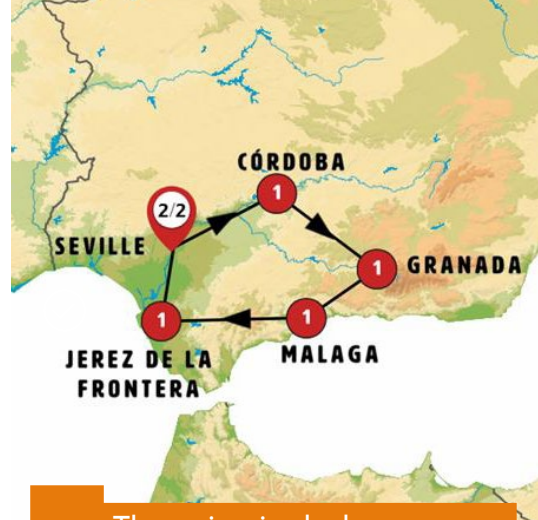 CÓRDOBA
1
2/2
SEVILLE
1
GRANADA
1
1
JEREZ DE LA
FRONTERA
MALAGA